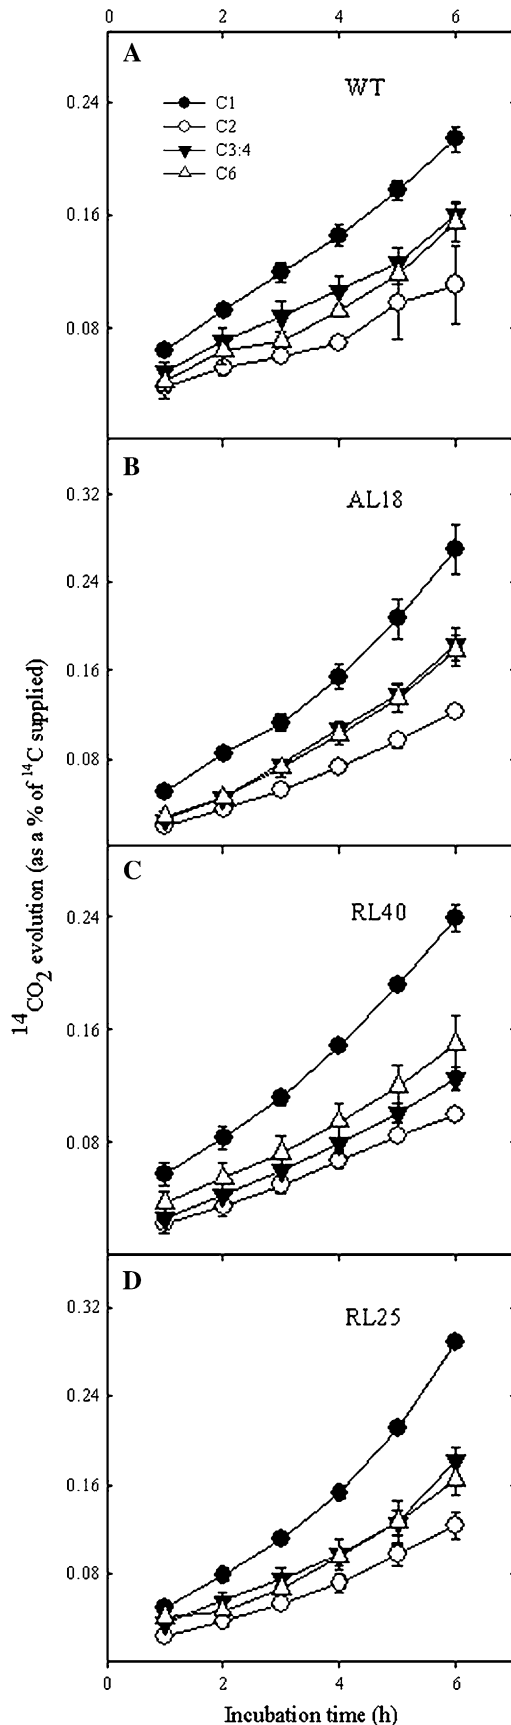 0 2 4 6
A
WT
0.24
C1
C2
C3:4
C6
0.16
0.08
B
0.32
AL18
0.24
0.16
0.08
C
RL40
0.24
0.16
0.08
D
0.32
RL25
0.24
0.16
0.08
0 2 4 6
Incubation time (h)
14CO2 evolution (as a % of 14C supplied)